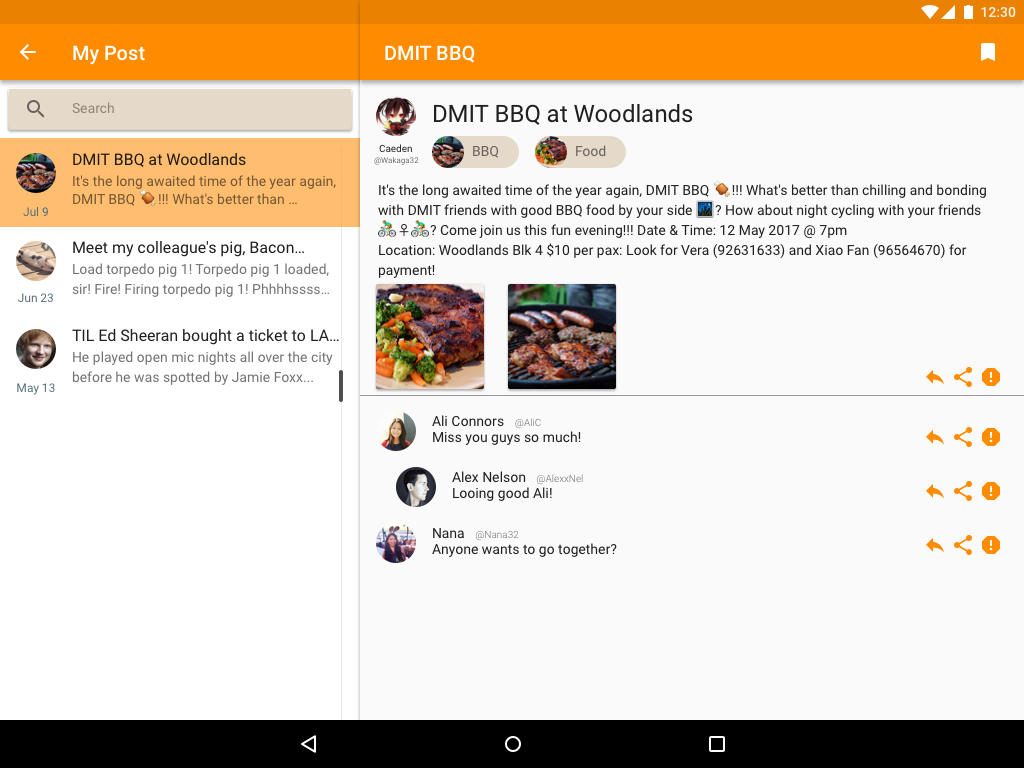 12:30
My Post
DMIT BBQ
Search
DMIT BBQ at Woodlands
It's the long awaited time of the year again,
DMIT BBQ 🍖!!! What's better than ...
Jul 9
Meet my colleague's pig, Bacon...
Load torpedo pig 1! Torpedo pig 1 loaded,
sir! Fire! Firing torpedo pig 1! Phhhhssss...
Jun 23
TIL Ed Sheeran bought a ticket to LA...
He played open mic nights all over the city
before he was spotted by Jamie Foxx...
May 13
DMIT BBQ at Woodlands
Caeden
@Wakaga32
BBQ
Food
It's the long awaited time of the year again, DMIT BBQ 🍖!!! What's better than chilling and bonding
with DMIT friends with good BBQ food by your side 🌃? How about night cycling with your friends
🚴♀🚴? Come join us this fun evening!!! Date & Time: 12 May 2017 @ 7pm
Location: Woodlands Blk 4 $10 per pax: Look for Vera (92631633) and Xiao Fan (96564670) for
payment!
Ali Connors @AliC
Miss you guys so much!
Alex Nelson @AlexxNel
Looing good Ali!
Nana @Nana32
Anyone wants to go together?